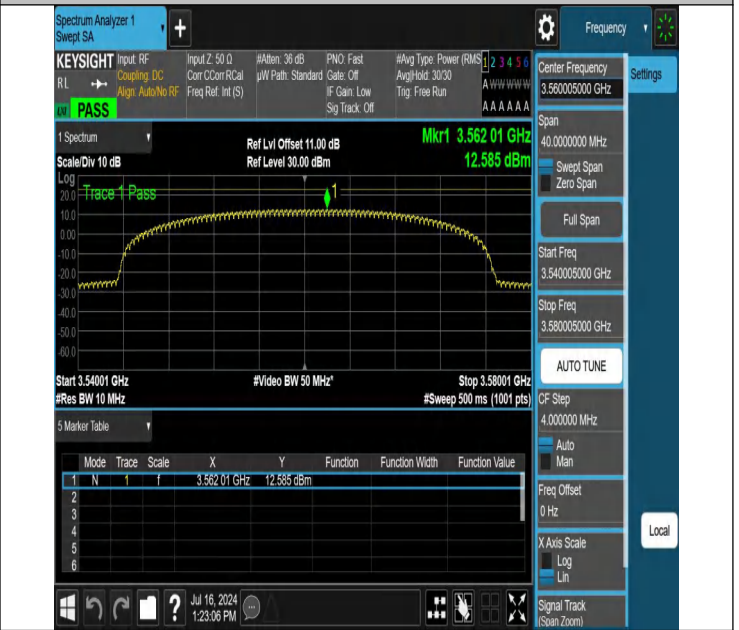 Spectrum Analyzer 1
Swept SA
+
Frequency
KEYSIGHT
RL
PASS
Input: RF
Coupling: DC
Align: Auto/No RF
Input Z: 50 Ω
Corr CCorr RCal
Freq Ref: Int (S)
#Atten: 36 dB
µW Path: Standard
PNO: Fast
Gate: Off
IF Gain: Low
Sig Track: Off
#Avg Type: Power (RMS
Avg|Hold: 30/30
Trig: Free Run
1 2 3 4 5 6
A W W W W W
A A A A A A
1 Spectrum
Scale/Div 10 dB
Ref Lvl Offset 11.00 dB
Ref Level 30.00 dBm
Mkr1 3.562 01 GHz
12.585 dBm
Log
Trace 1 Pass
1
20.0
10.0
0.00
-10.0
-20.0
-30.0
-40.0
-50.0
-60.0
Start 3.54001 GHz
#Video BW 50 MHz*
Stop 3.58001 GHz
#Res BW 10 MHz
#Sweep 500 ms (1001 pts)
5 Marker Table
Mode Trace Scale X Y Function Function Width Function Value
1 N 1 f 3.562 01 GHz 12.585 dBm
2
3
4
5
6
Center Frequency
3.560005000 GHz
Settings
Span
40.0000000 MHz
Swept Span
Zero Span
Full Span
Start Freq
3.540005000 GHz
Stop Freq
3.580005000 GHz
AUTO TUNE
CF Step
4.000000 MHz
Auto
Man
Freq Offset
0 Hz
X Axis Scale
Log
Lin
Signal Track
(Span Zoom)
Local
?
Jul 16, 2024
1:23:06 PM